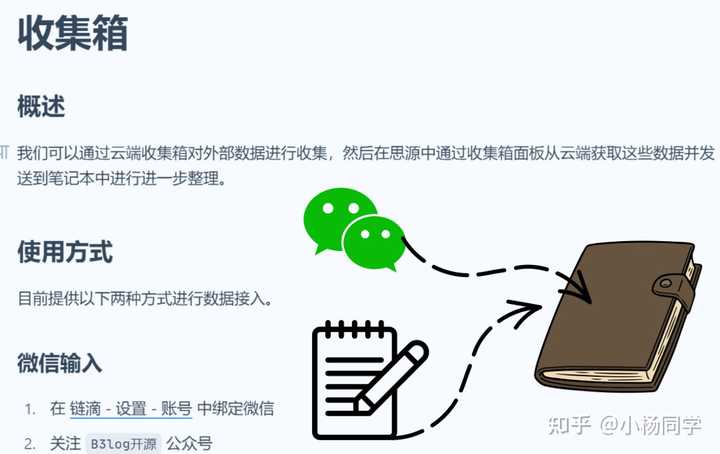 收集箱
概述
我们可以通过云端收集箱对外部数据进行收集，然后在思源中通过收集箱面板从云端获取这些数据并发
送到笔记本中进行进一步整理。
使用方式
目前提供以下两种方式进行数据接入。
微信输入
1. 在 链滴 - 设置 - 账号 中绑定微信
2. 关注 B3log开源 公众号
知乎 @小杨同学